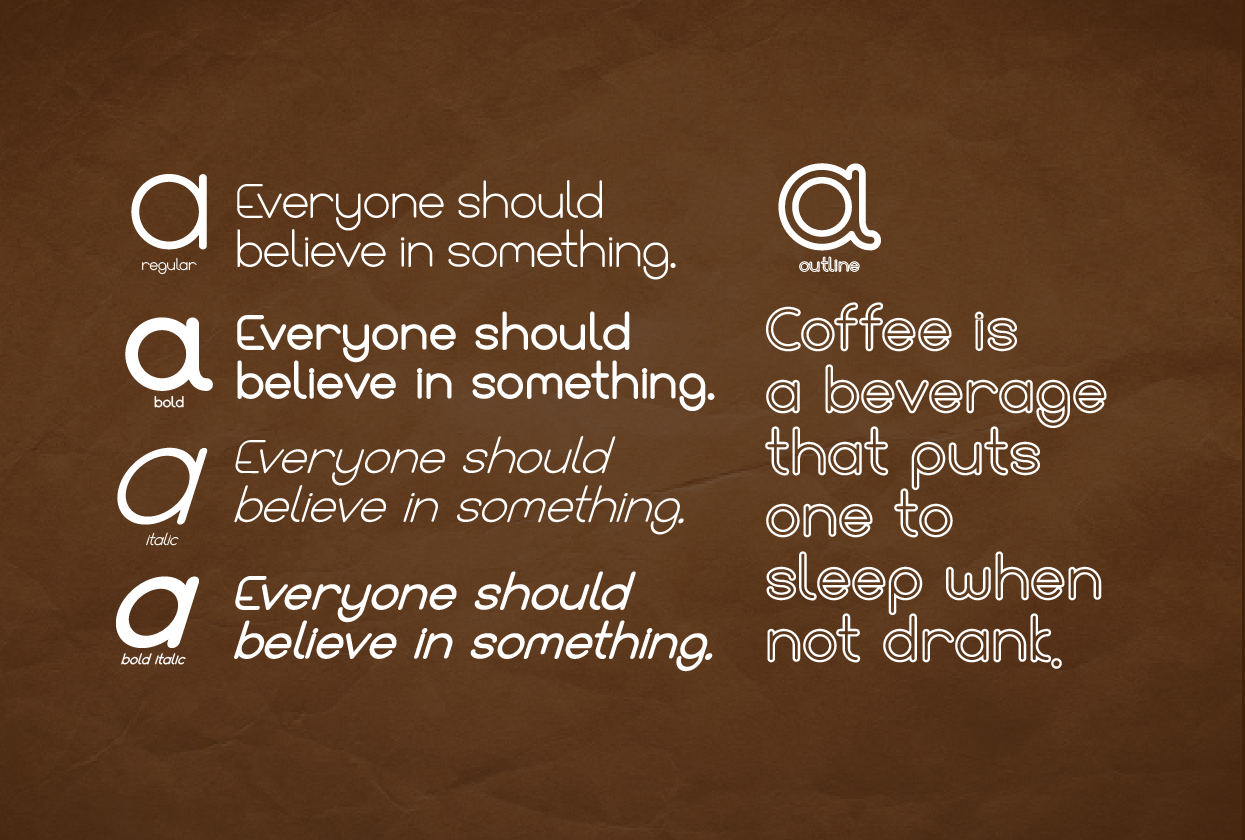 a
regular
Everyone should
believe in something.
a
bold
Everyone should
believe in something.
a
italic
Everyone should
believe in something.
a
bold italic
Everyone should
believe in something.
a
outline
Coffee is
a beverage
that puts
one to
sleep when
not drank.